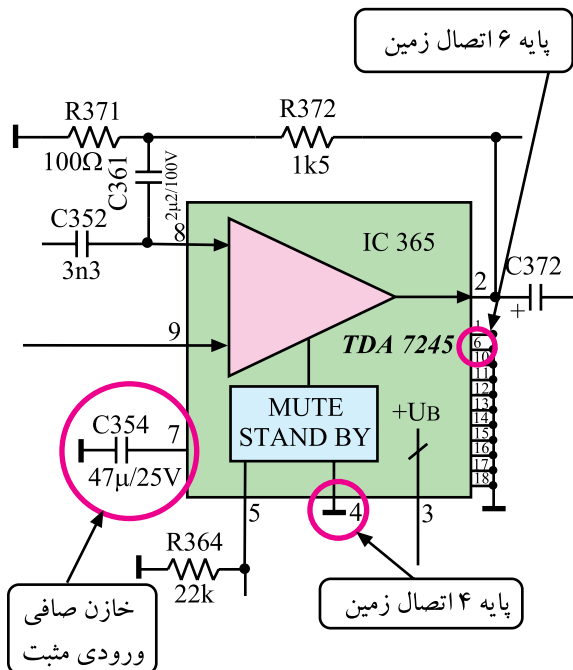 پایه ۶ اتصال زمین
R371
100Ω
R372
1k5
C361
2µ2/100V
C352
3n3
8
IC 365
2
C372
+
9
TDA 7245
1
6
10
11
12
13
14
15
16
17
18
MUTE
STAND BY
+UB
C354
7
47µ/25V
5
4
3
R364
22k
پایه ۴ اتصال زمین
خازن صافی
ورودی مثبت